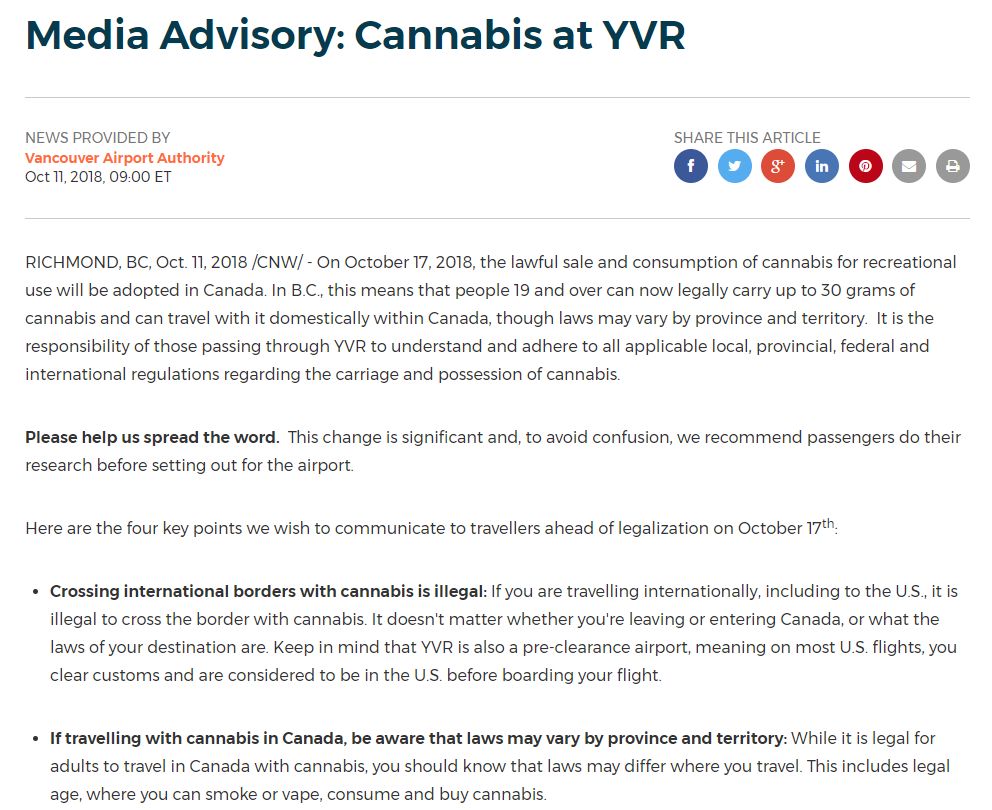 Media Advisory: Cannabis at YVR
NEWS PROVIDED BY
Vancouver Airport Authority
Oct 11, 2018, 09:00 ET
SHARE THIS ARTICLE
f
g+
in
RICHMOND, BC, Oct. 11, 2018 /CNW/ - On October 17, 2018, the lawful sale and consumption of cannabis for recreational
use will be adopted in Canada. In B.C., this means that people 19 and over can now legally carry up to 30 grams of
cannabis and can travel with it domestically within Canada, though laws may vary by province and territory.  It is the
responsibility of those passing through YVR to understand and adhere to all applicable local, provincial, federal and
international regulations regarding the carriage and possession of cannabis.
Please help us spread the word.  This change is significant and, to avoid confusion, we recommend passengers do their
research before setting out for the airport.
Here are the four key points we wish to communicate to travellers ahead of legalization on October 17th:
• Crossing international borders with cannabis is illegal: If you are travelling internationally, including to the U.S., it is
illegal to cross the border with cannabis. It doesn't matter whether you're leaving or entering Canada, or what the
laws of your destination are. Keep in mind that YVR is also a pre-clearance airport, meaning on most U.S. flights, you
clear customs and are considered to be in the U.S. before boarding your flight.
• If travelling with cannabis in Canada, be aware that laws may vary by province and territory: While it is legal for
adults to travel in Canada with cannabis, you should know that laws may differ where you travel. This includes legal
age, where you can smoke or vape, consume and buy cannabis.